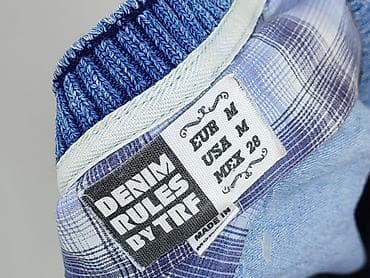 DENIM
RULES
BY TRF
EUR M
USA M
MEX 28
MADE IN